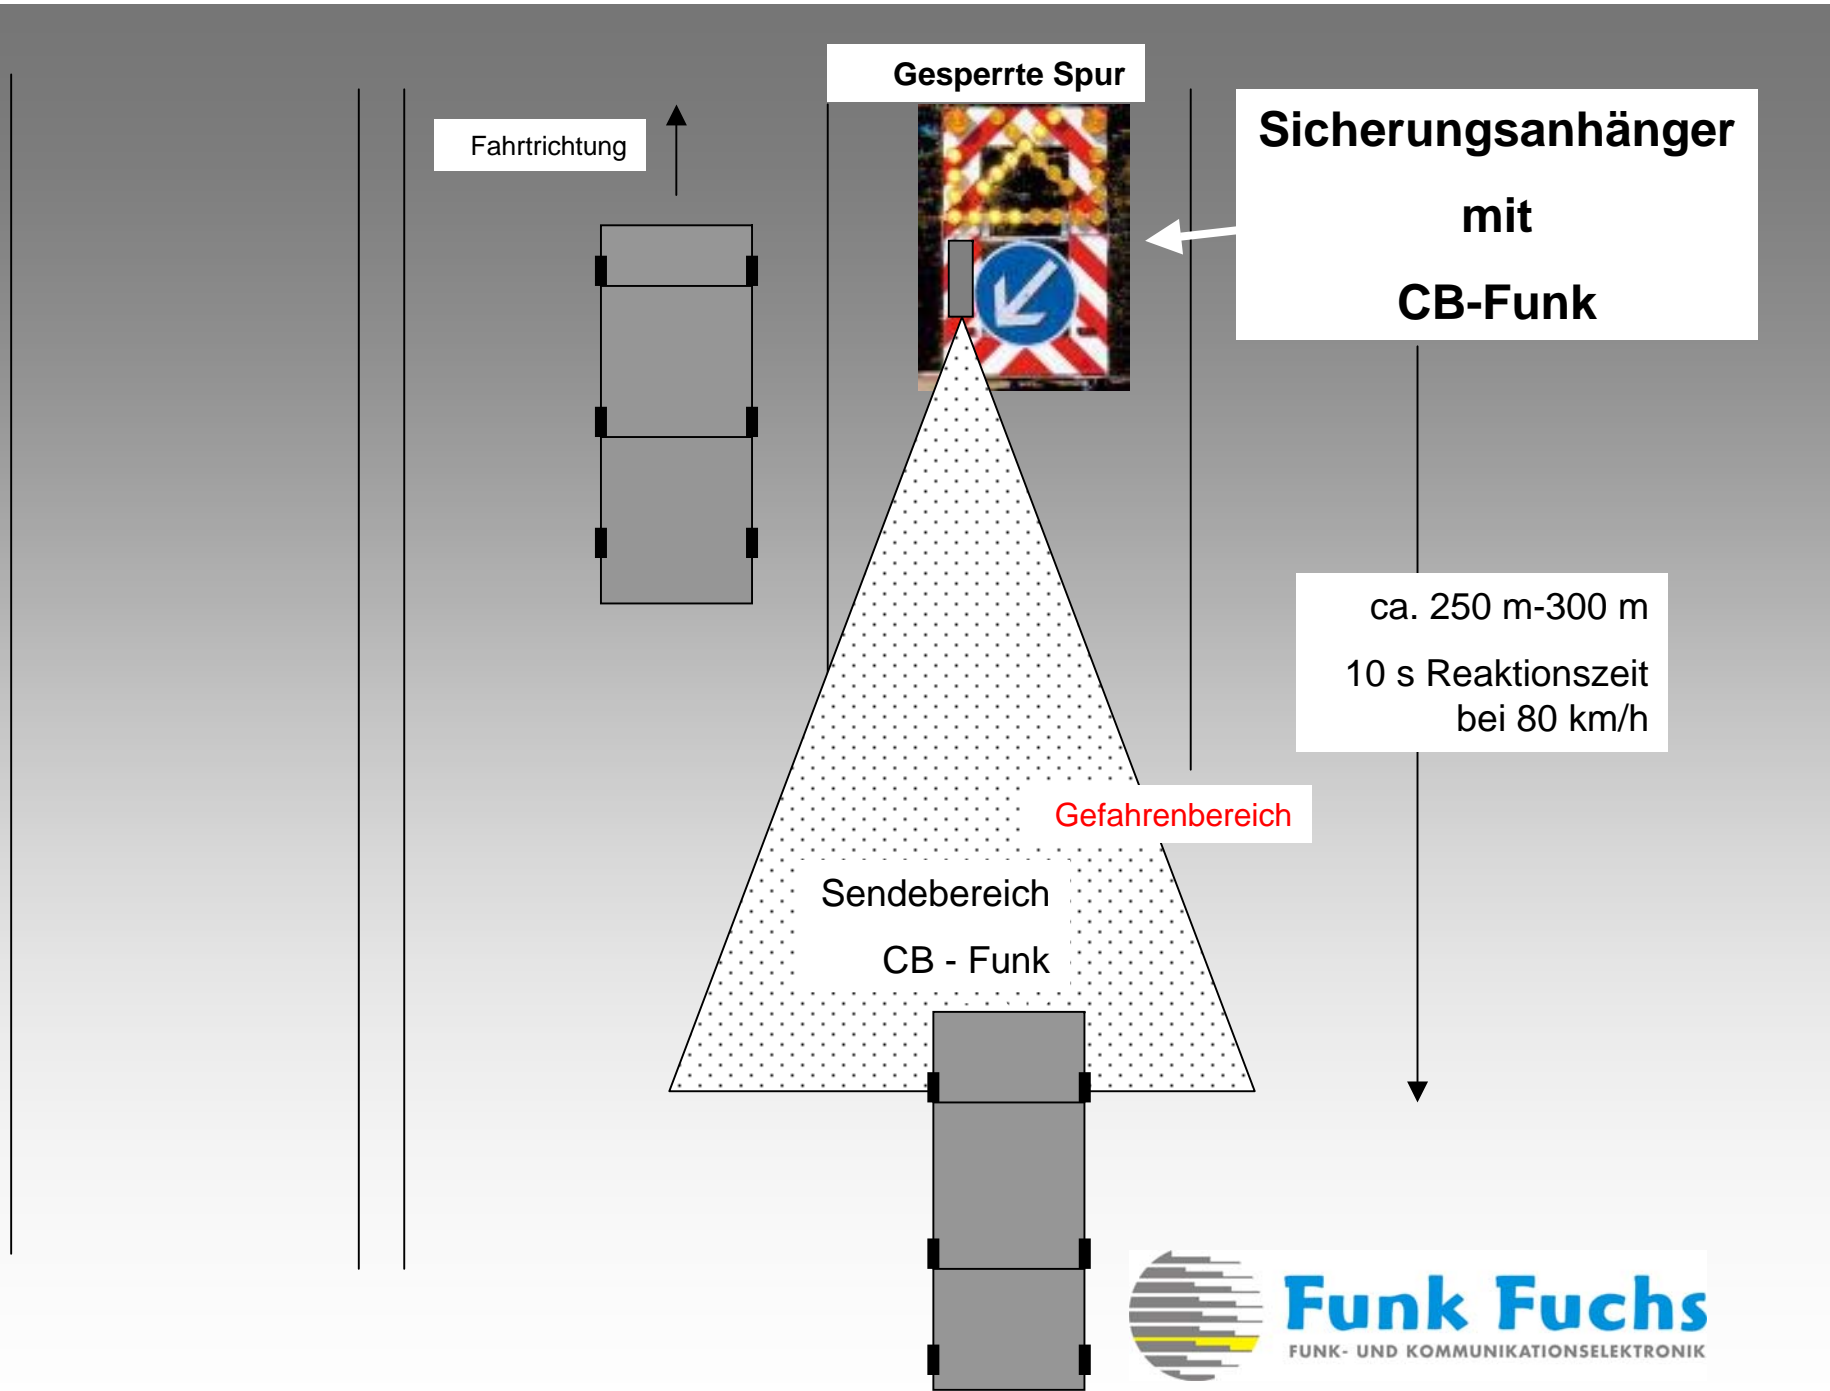 Gesperrte Spur
Fahrtrichtung
Sicherungsanhänger
mit
CB-Funk
ca. 250 m-300 m
10 s Reaktionszeit
bei 80 km/h
Gefahrenbereich
Sendebereich
CB - Funk
Funk Fuchs
FUNK- UND KOMMUNIKATIONSELEKTRONIK